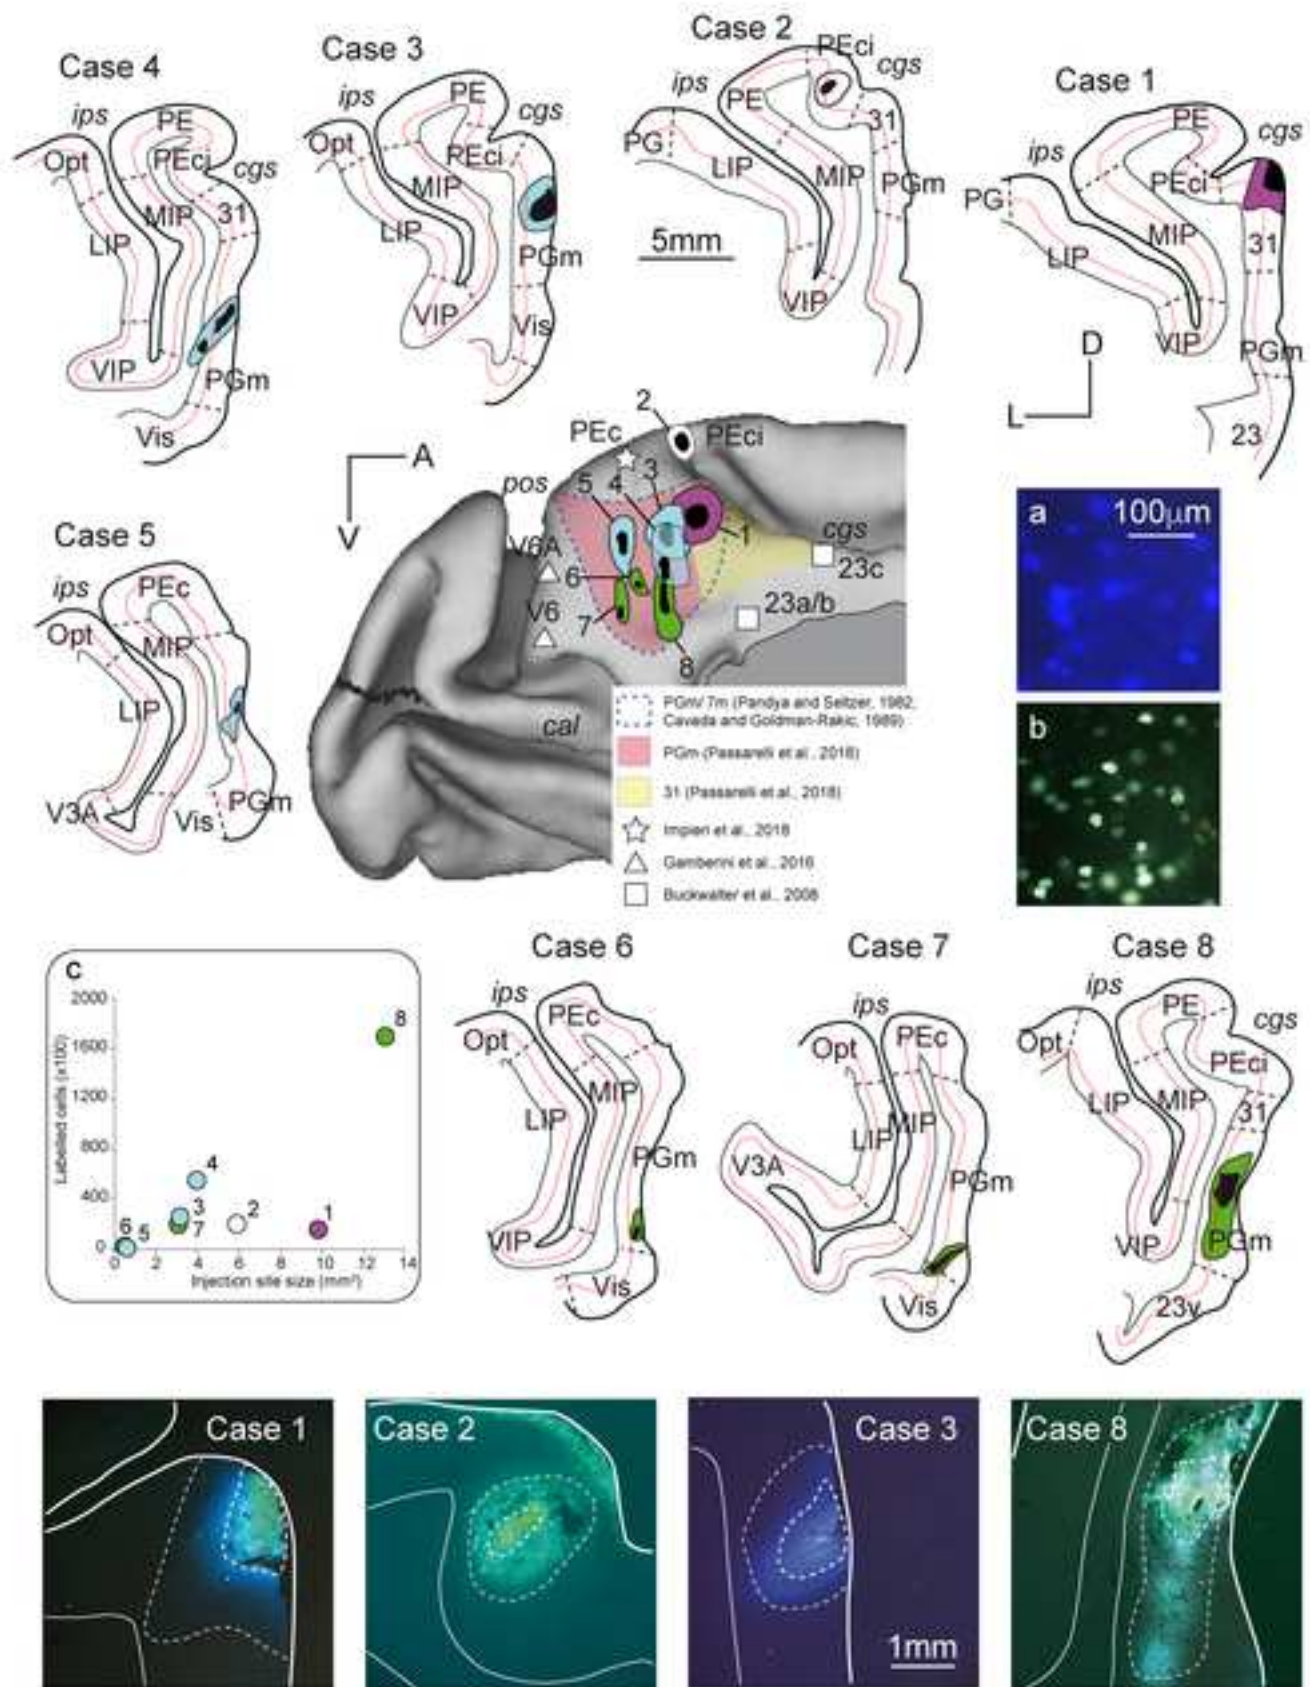 Case 4
ips
PE
Opt
PEci
cgs
MIP
31
LIP
VIP
PGm
Vis
Case 3
ips
PE
cgs
Opt
PEci
MIP
LIP
PGm
VIP
Vis
Case 2
PEci
ips
cgs
PE
31
PG
LIP
MIP
PGm
5mm
VIP
Case 1
PE
cgs
ips
PEci
PG
MIP
31
LIP
VIP
PGm
D
L
23
2
PEc
PEci
A
V
pos
5
4
3
V6A
1
cgs
23c
6
V6
23a/b
7
8
cal
PGm/ 7m (Pandya and Seltzer, 1982,
Cavada and Goldman-Rakic, 1989)
PGm (Passarelli et al., 2018)
31 (Passarelli et al., 2018)
Impieri et al., 2018
Gamberini et al., 2016
Buckwalter et al., 2008
Case 5
ips
PEc
Opt
MIP
LIP
V3A
Vis
PGm
a
100µm
b
c
2000
1600
1200
800
400
0
Labelled cells (x100)
8
4
3
7
2
1
6
5
0 2 4 6 8 10 12 14
Injection site size (mm³)
Case 6
ips
PEc
Opt
MIP
LIP
PGm
VIP
Vis
Case 7
ips
Opt
PEc
MIP
LIP
V3A
PGm
Vis
Case 8
ips
PE
cgs
Opt
PEci
LIP
MIP
31
VIP
PGm
23v
Case 1
Case 2
Case 3
1mm
Case 8